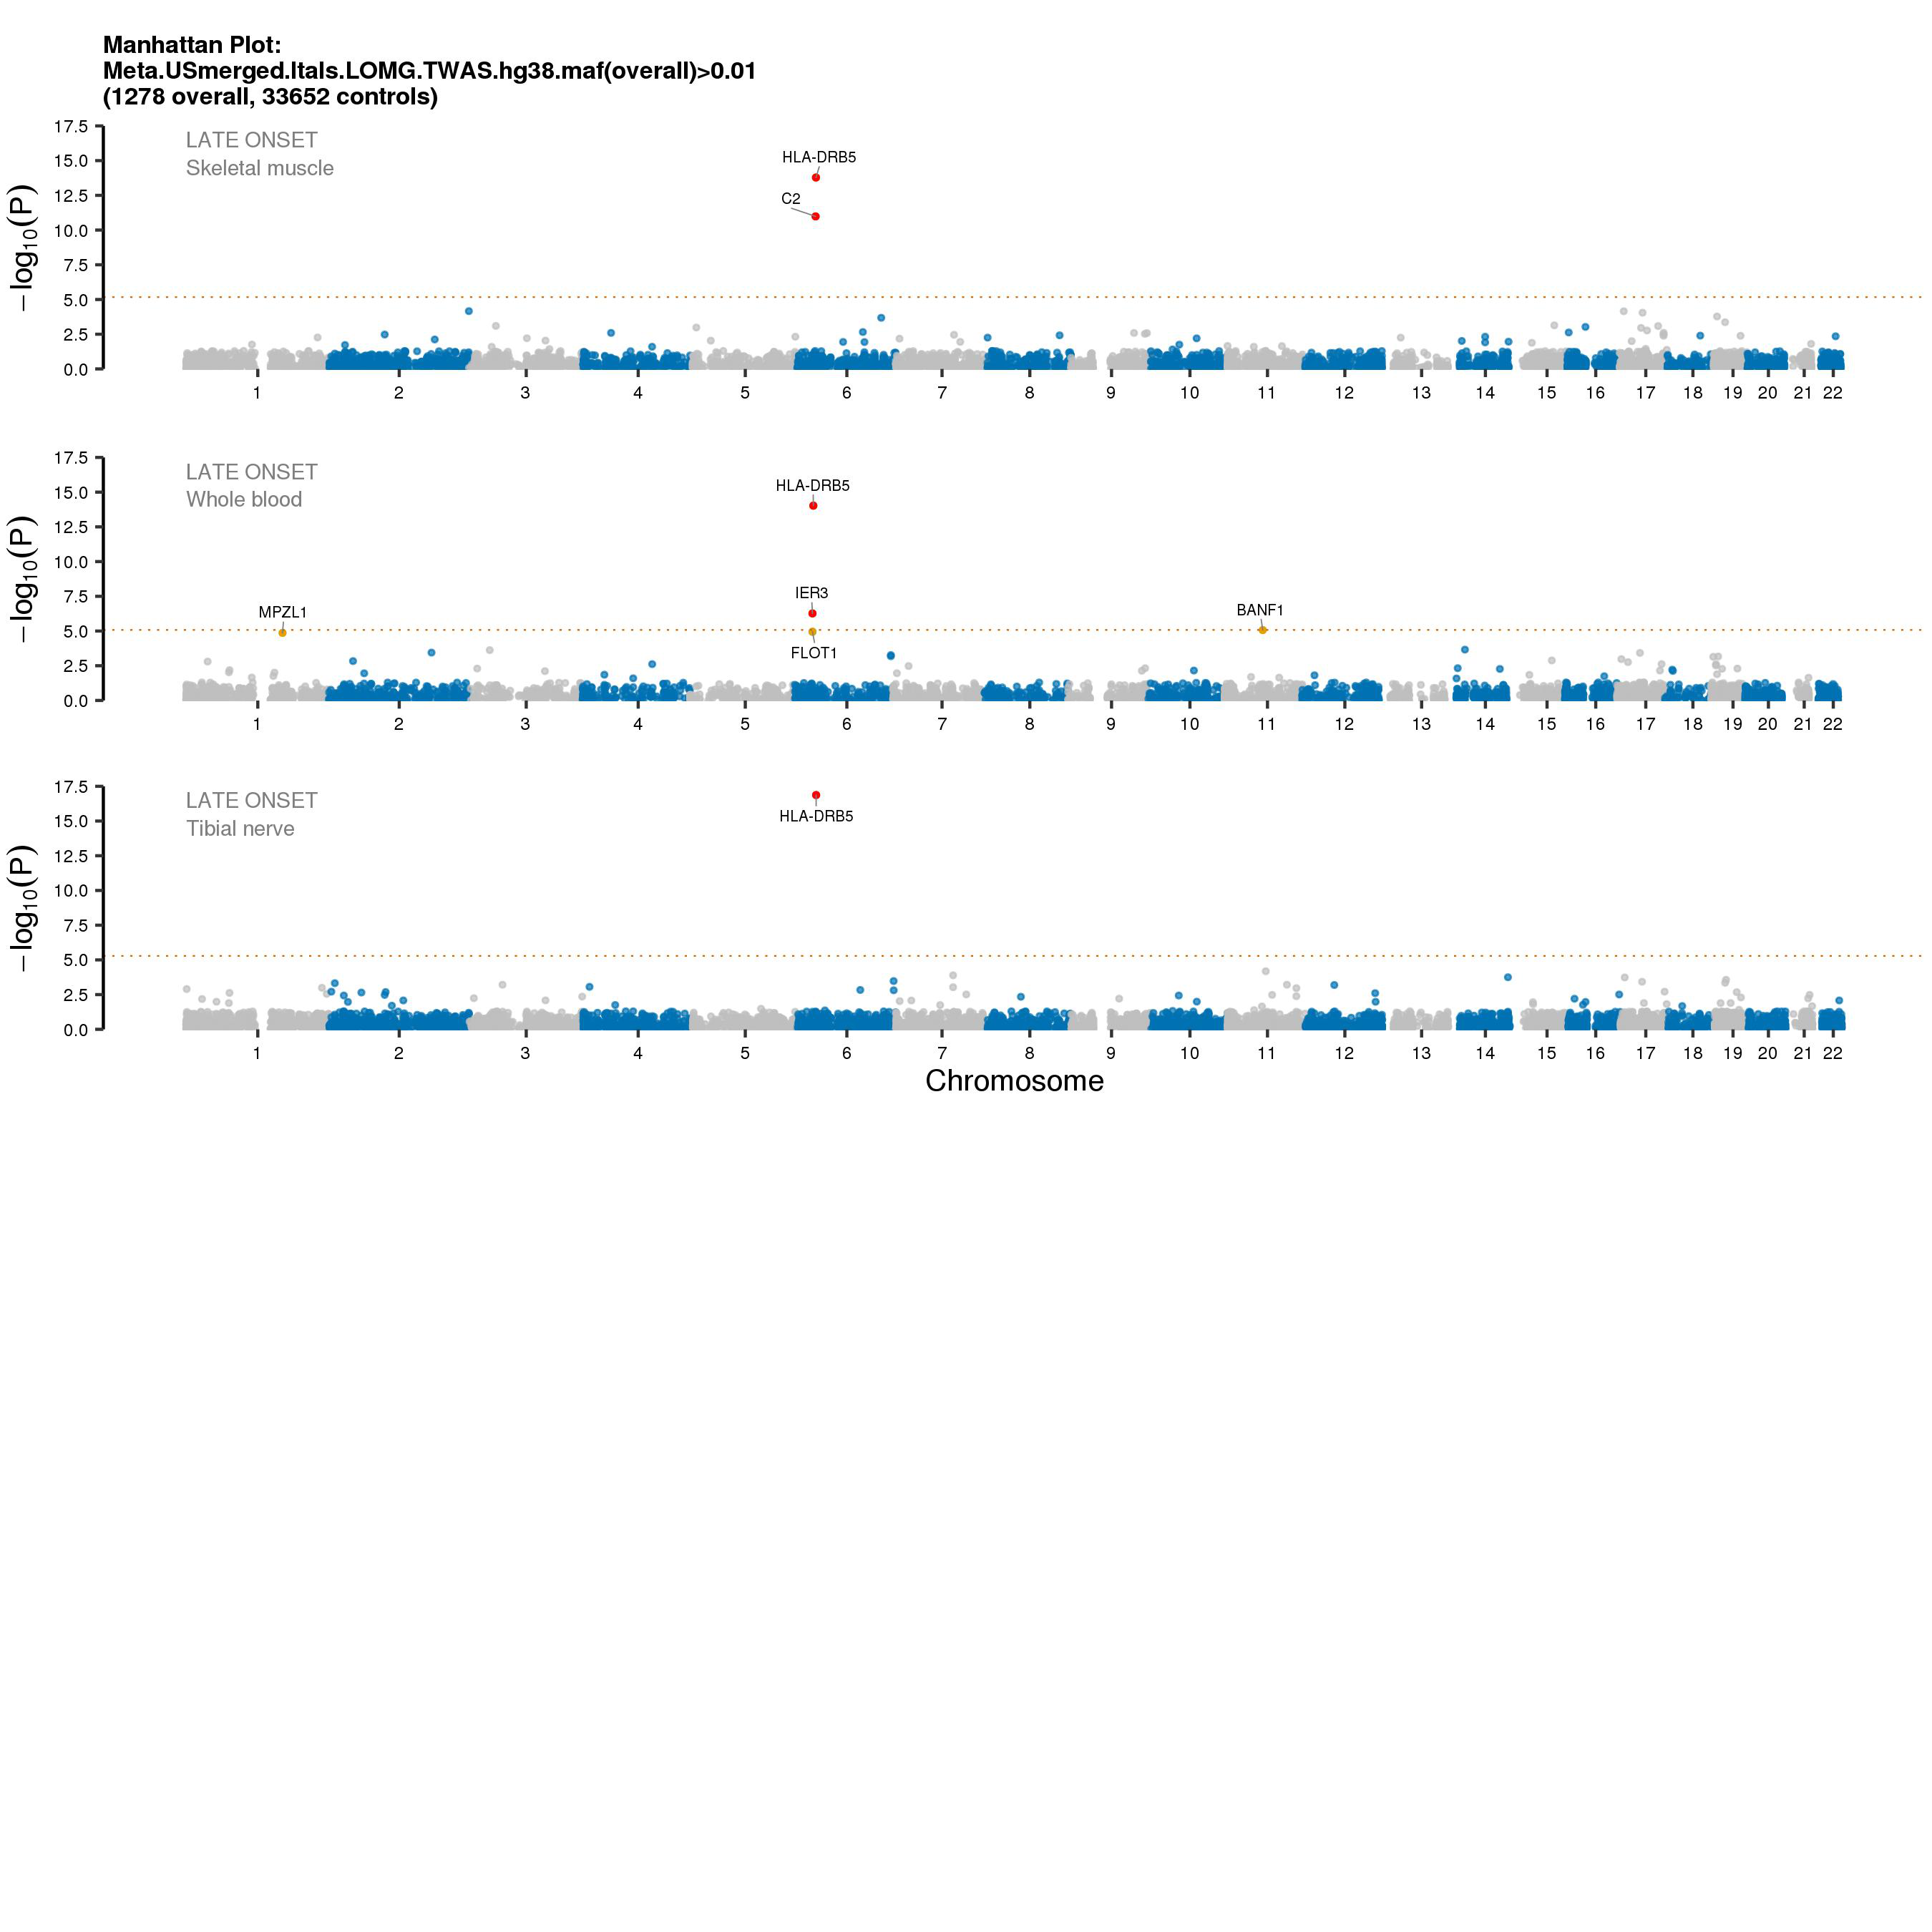 Manhattan Plot:
Meta.USmerged.Itals.LOMG.TWAS.hg38.maf(overall)>0.01
(1278 overall, 33652 controls)
LATE ONSET
Skeletal muscle
−log10(P)
17.5
15.0
12.5
10.0
7.5
5.0
2.5
0.0
HLA-DRB5
C2
1 2 3 4 5 6 7 8 9 10 11 12 13 14 15 16 17 18 19 20 21 22
LATE ONSET
Whole blood
−log10(P)
17.5
15.0
12.5
10.0
7.5
5.0
2.5
0.0
HLA-DRB5
IER3
MPZL1
BANF1
FLOT1
1 2 3 4 5 6 7 8 9 10 11 12 13 14 15 16 17 18 19 20 21 22
LATE ONSET
Tibial nerve
−log10(P)
17.5
15.0
12.5
10.0
7.5
5.0
2.5
0.0
HLA-DRB5
1 2 3 4 5 6 7 8 9 10 11 12 13 14 15 16 17 18 19 20 21 22
Chromosome